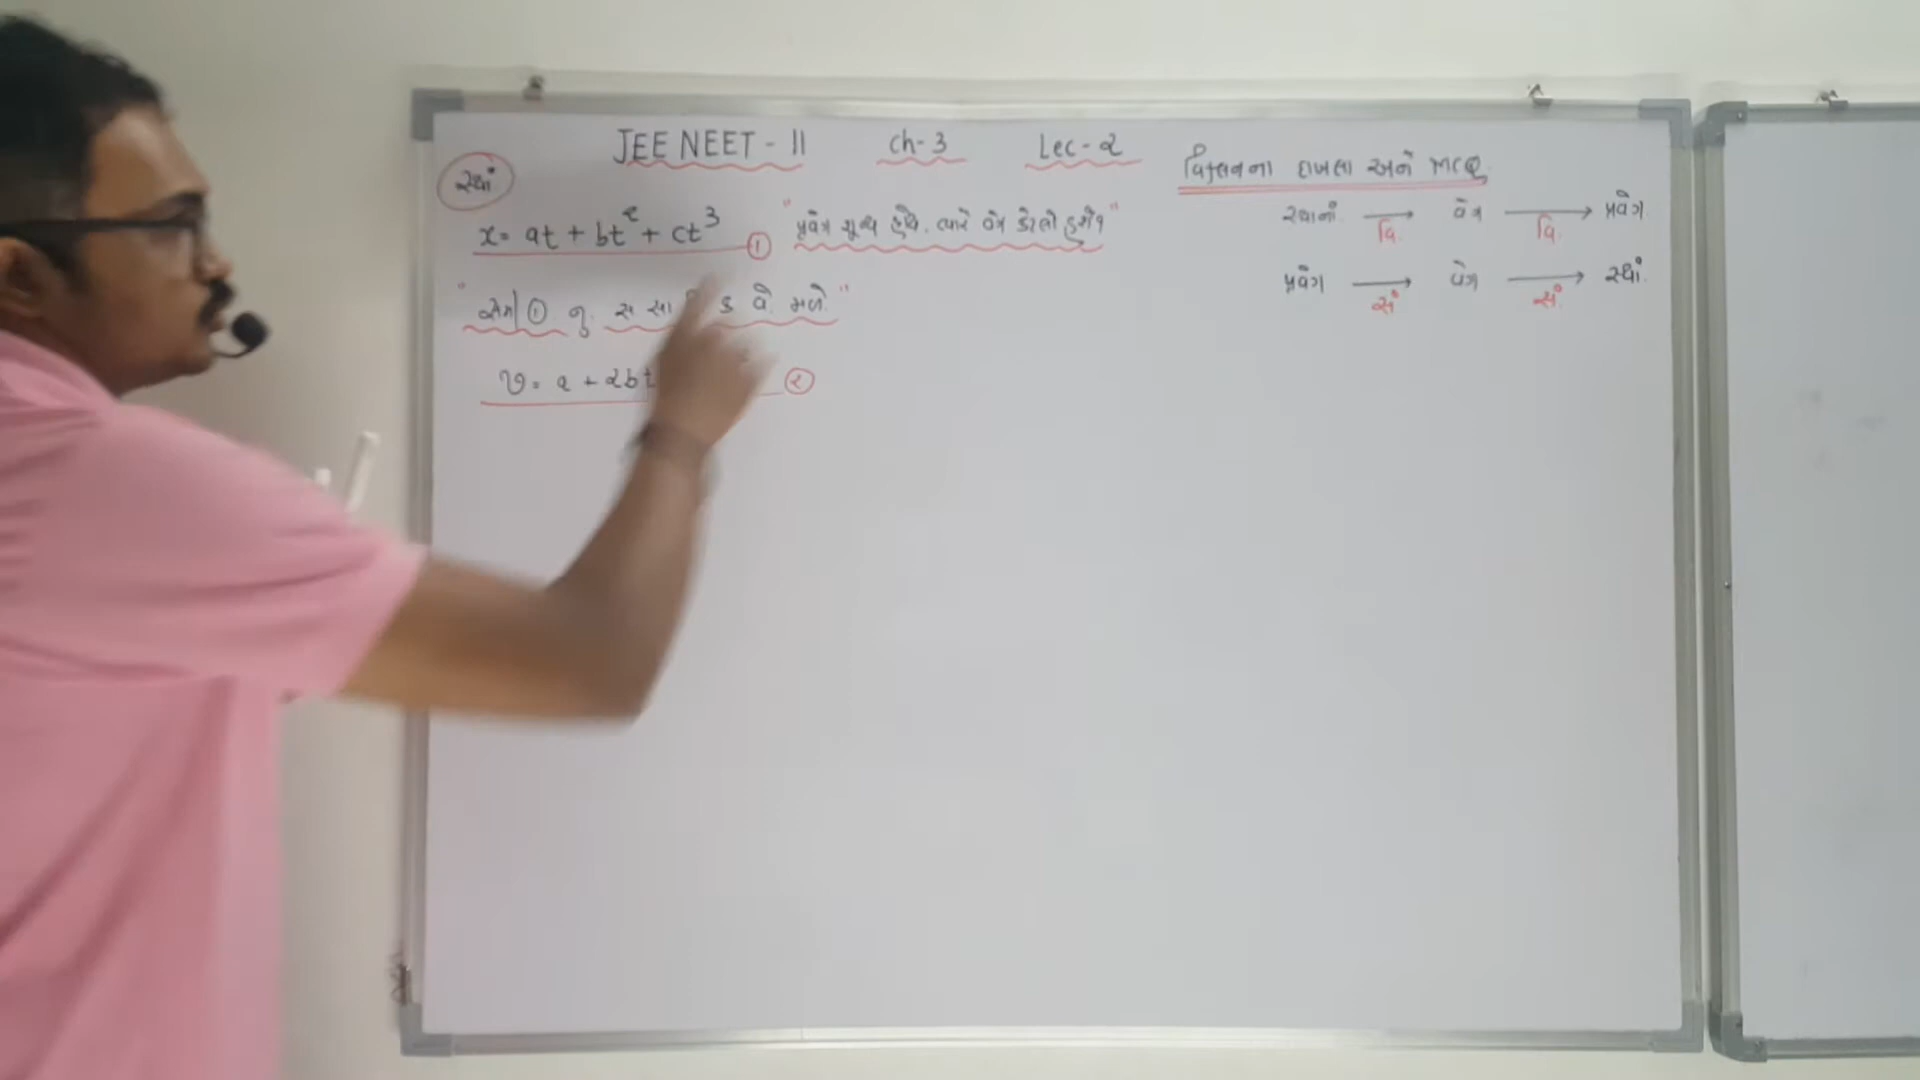 JEE NEET - 11 ch-3 Lec-2
વિકલનના દાખલા અને MCQ.
સ્થાં
x = at + bt² + ct³ ①
"પ્રવેગ શૂન્ય હોય. ત્યારે વેગ કેટલો હશે?"
સ્થાનાં. → વેગ → પ્રવેગ
વિ. વિ.
પ્રવેગ → વેગ → સ્થાં.
સં. સં.
"સમી ① નું સ સા વે. મળે."
v = a + 2bt ②